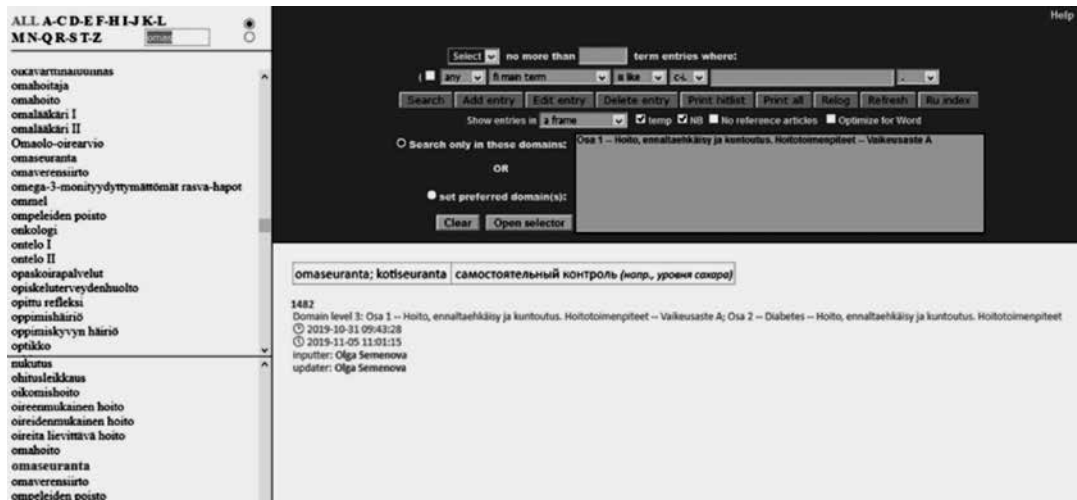 ALL A-C D-E F-H I-J K-L
M N-Q R-S T-Z omas
omahoitaja
omahoito
omalääkäri I
omalääkäri II
Omaolo-oirearvio
omaseuranta
omaverensiirto
omega-3-monityydyttymättömät rasva-hapot
ommel
ompeleiden poisto
onkologi
ontelo I
ontelo II
opaskoirapalvelut
opiskeluterveydenhuolto
opittu refleksi
oppimishäiriö
oppimiskyvyn häiriö
optikko
nukutus
ohitusleikkaus
oikomishoito
oireenmukainen hoito
oireidenmukainen hoito
oireita lievittävä hoito
omahoito
omaseuranta
omaverensiirto
ompeleiden poisto
Help
Select no more than term entries where:
( any fi main term is like c-i.
Search Add entry Edit entry Delete entry Print hitlist Print all Relog Refresh Ru index
Show entries in a frame temp NB No reference articles Optimize for Word
Search only in these domains: Osa 1 -- Hoito, ennaltaehkäisy ja kuntoutus. Hoitotoimenpiteet -- Vaikeusaste A
OR
set preferred domain(s):
Clear Open selector
omaseuranta; kotiseuranta самостоятельный контроль (напр., уровня сахара)
1482
Domain level 3: Osa 1 -- Hoito, ennaltaehkäisy ja kuntoutus. Hoitotoimenpiteet -- Vaikeusaste A; Osa 2 -- Diabetes -- Hoito, ennaltaehkäisy ja kuntoutus. Hoitotoimenpiteet
2019-10-31 09:43:28
2019-11-05 11:01:15
inputter: Olga Semenova
updater: Olga Semenova